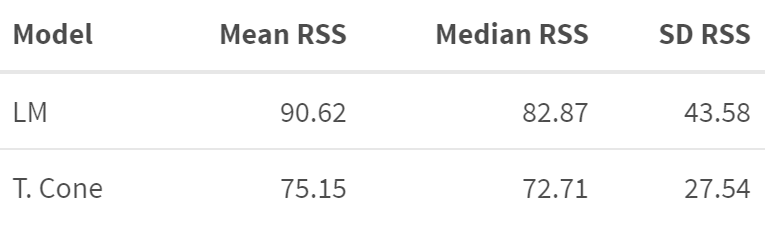 Model Mean RSS Median RSS SD RSS
LM 90.62 82.87 43.58
T. Cone 75.15 72.71 27.54